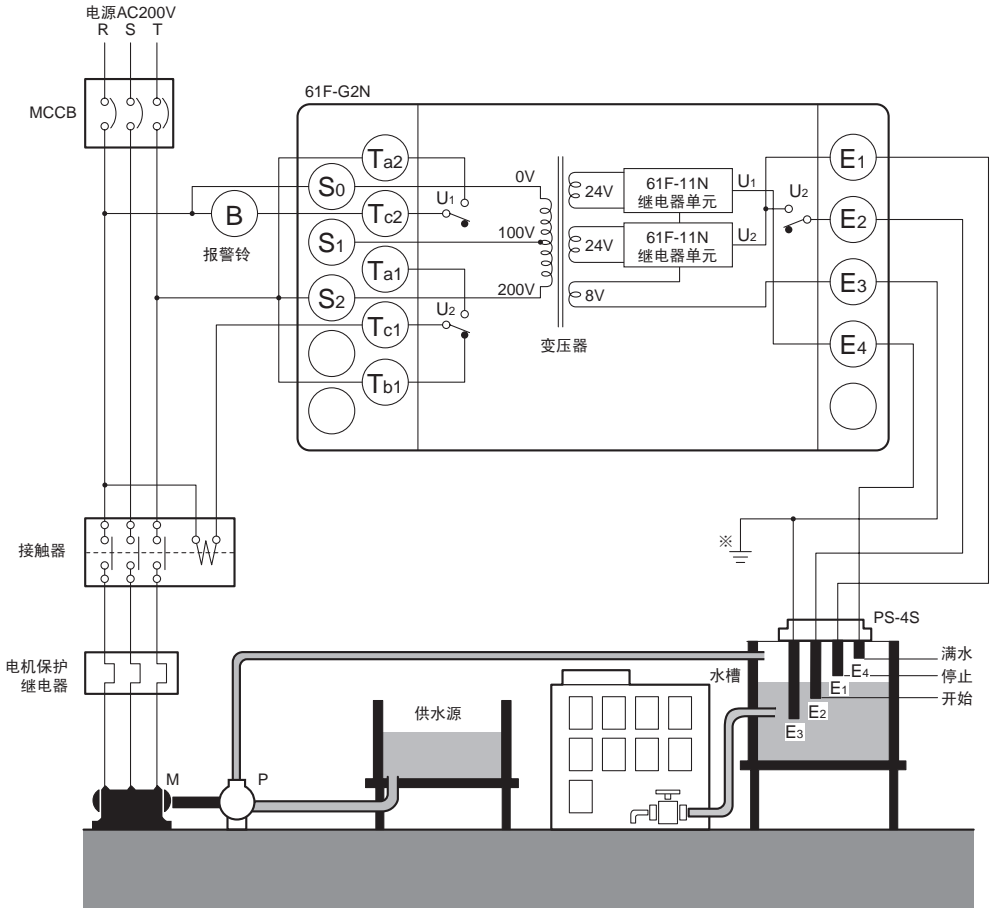 电源AC200V
R S T
MCCB
61F-G2N
Ta2
S0
B
Tc2
U1
报警铃
S1
Ta1
S2
U2
Tc1
Tb1
0V
100V
200V
24V
61F-11N
继电器单元
U1
24V
61F-11N
继电器单元
U2
8V
变压器
U2
E1
E2
E3
E4
接触器
※
PS-4S
电机保护
继电器
水槽
满水
停止
开始
E4
E1
E2
E3
供水源
M
P